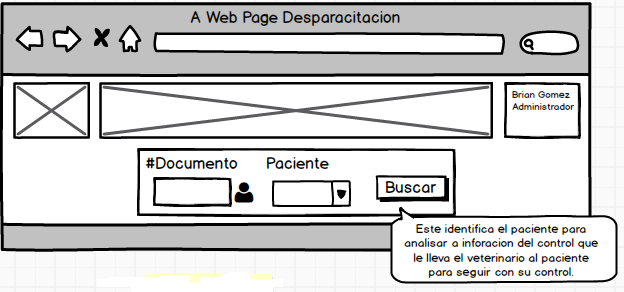 A Web Page Desparacitacion
Brian Gomez
Administrador
#Documento
Paciente
Buscar
Este identifica el paciente para
analisar a inforacion del control que
le lleva el veterinario al paciente
para seguir con su control.